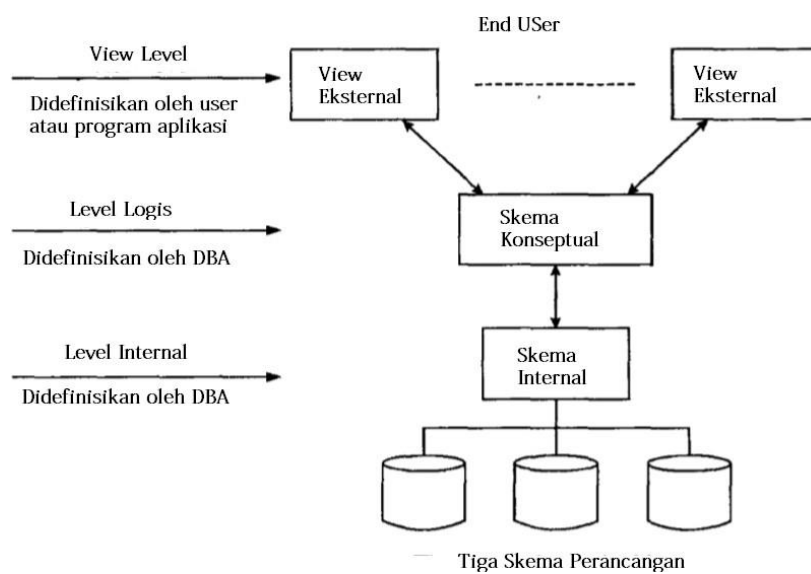 End USer
View Level
View
Eksternal
View
Eksternal
Didefinisikan oleh user
atau program aplikasi
Level Logis
Skema
Konseptual
Didefinisikan oleh DBA
Level Internal
Skema
Internal
Didefinisikan oleh DBA
Tiga Skema Perancangan